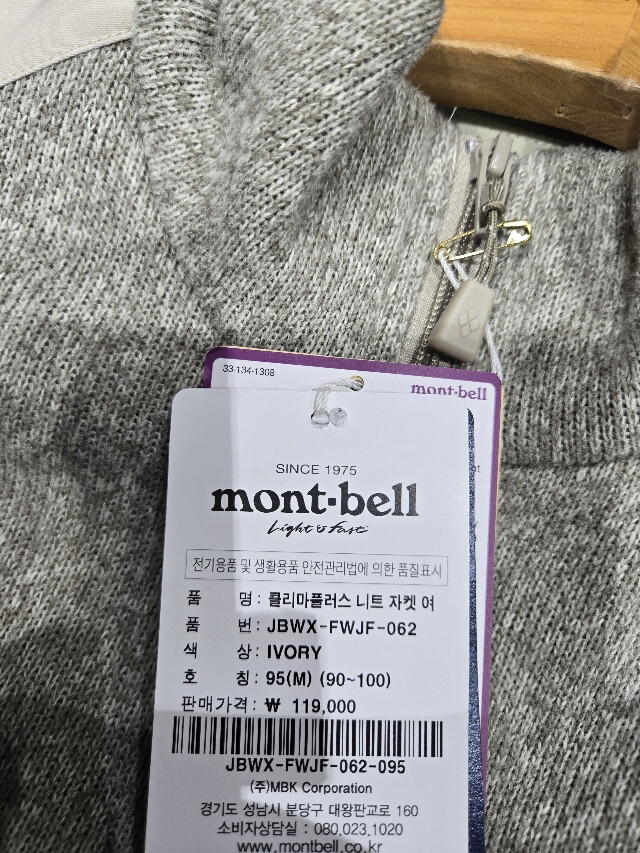 33-134-1308
mont-bell
SINCE 1975
mont-bell
Light & Fast
전기용품 및 생활용품 안전관리법에 의한 품질표시
품 명 : 클리마플러스 니트 자켓 여
품 번 : JBWX-FWJF-062
색 상 : IVORY
호 칭 : 95(M) (90~100)
판매가격 : ₩ 119,000
JBWX-FWJF-062-095
(주)MBK Corporation
경기도 성남시 분당구 대왕판교로 160
소비자상담실 : 080.023.1020
www.montbell.co.kr